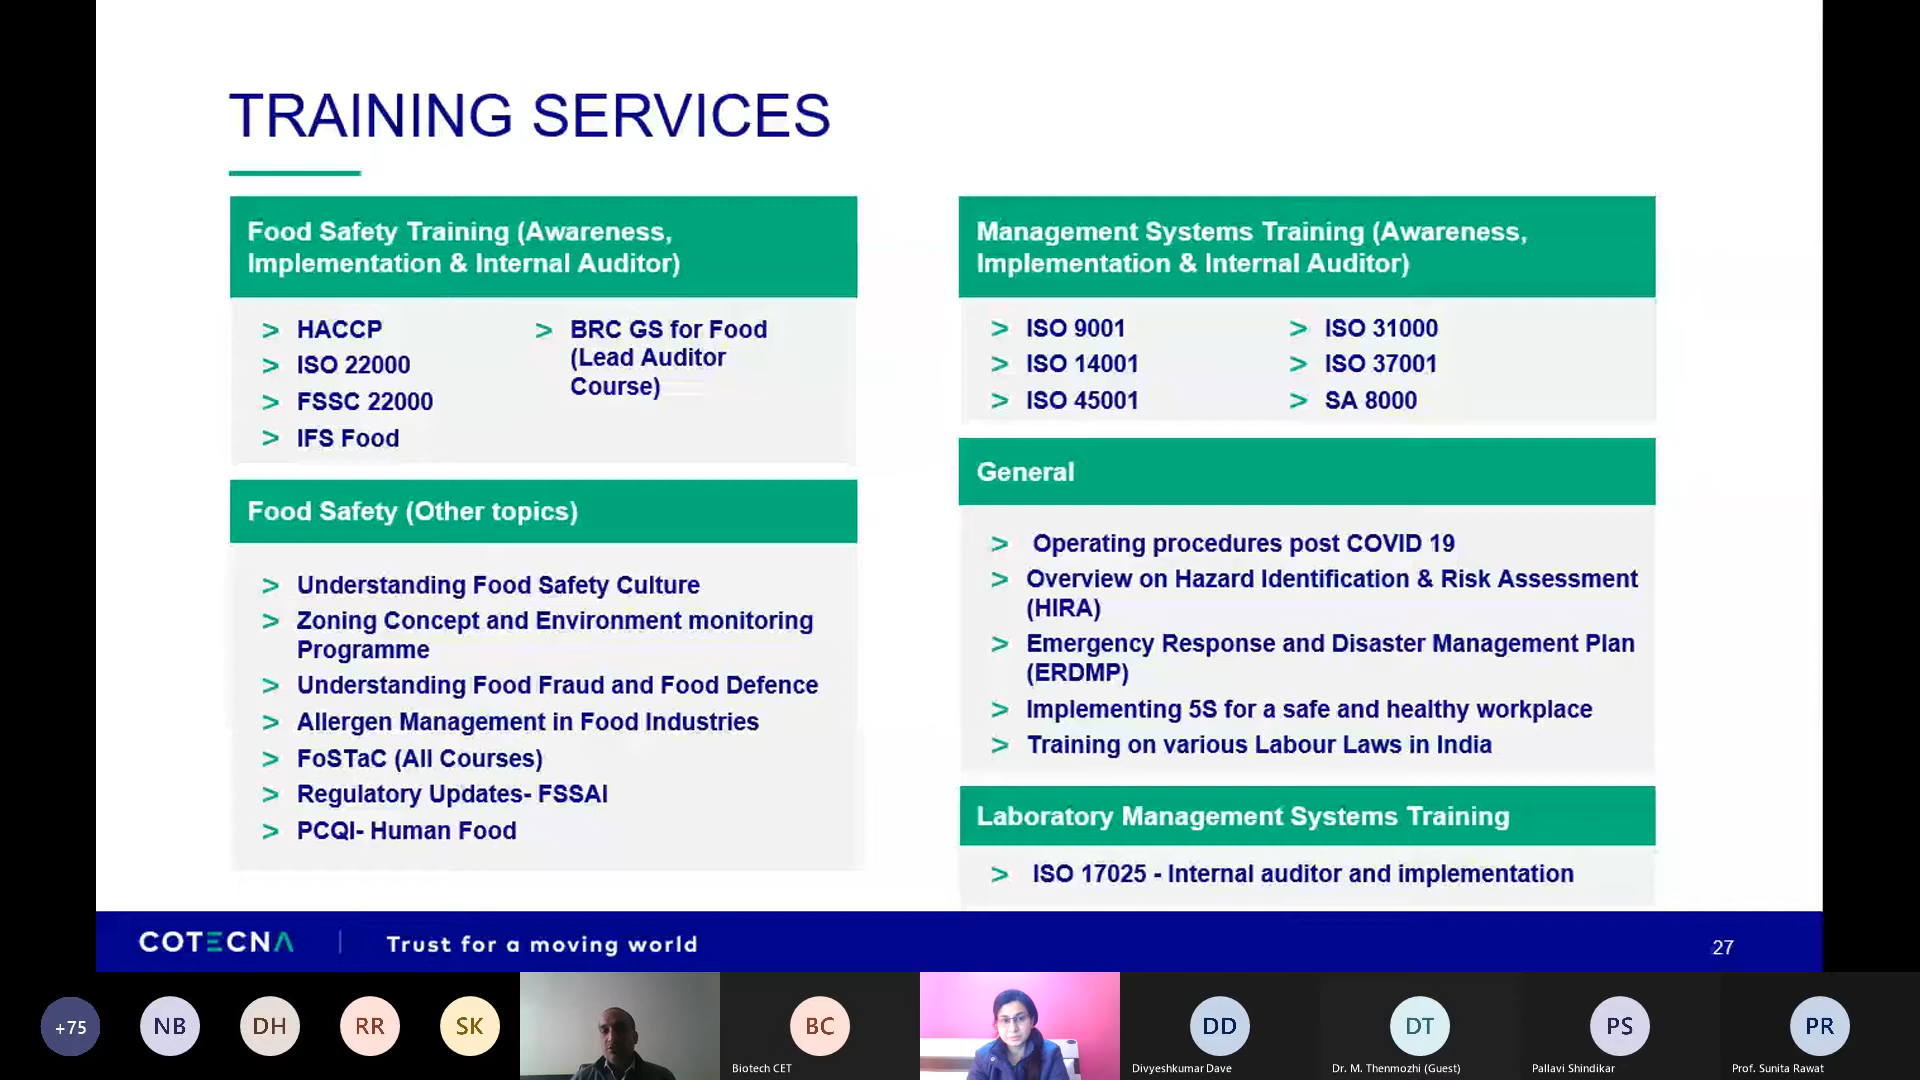 TRAINING SERVICES
Food Safety Training (Awareness,
Implementation & Internal Auditor)
> HACCP
> ISO 22000
> FSSC 22000
> IFS Food
> BRC GS for Food
(Lead Auditor
Course)
Food Safety (Other topics)
> Understanding Food Safety Culture
> Zoning Concept and Environment monitoring
Programme
> Understanding Food Fraud and Food Defence
> Allergen Management in Food Industries
> FoSTaC (All Courses)
> Regulatory Updates- FSSAI
> PCQI- Human Food
Management Systems Training (Awareness,
Implementation & Internal Auditor)
> ISO 9001
> ISO 14001
> ISO 45001
> ISO 31000
> ISO 37001
> SA 8000
General
> Operating procedures post COVID 19
> Overview on Hazard Identification & Risk Assessment
(HIRA)
> Emergency Response and Disaster Management Plan
(ERDMP)
> Implementing 5S for a safe and healthy workplace
> Training on various Labour Laws in India
Laboratory Management Systems Training
> ISO 17025 - Internal auditor and implementation
COTECNA | Trust for a moving world
27
+75
NB
DH
RR
SK
BC
Biotech CET
DD
Divyeshkumar Dave
DT
Dr. M. Thenmozhi (Guest)
PS
Pallavi Shindikar
PR
Prof. Sunita Rawat